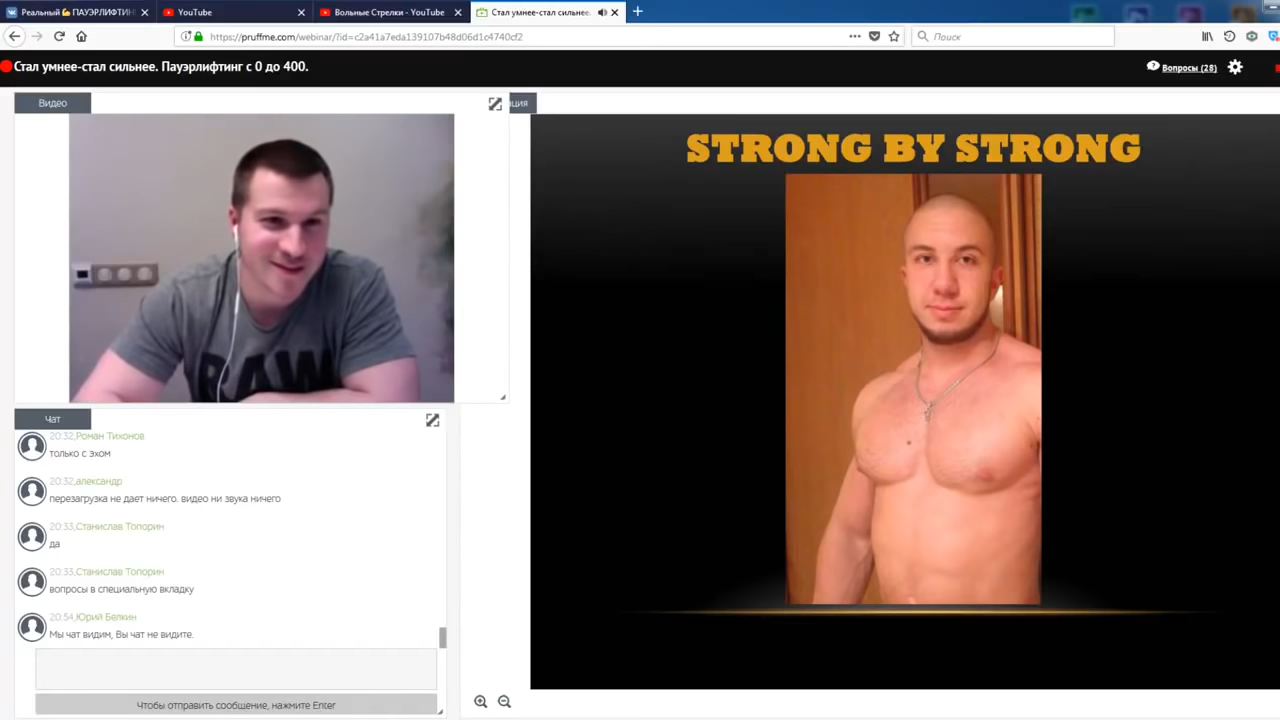 Реальный 💪 ПАУЭРЛИФТИН
YouTube
Вольные Стрелки - YouTube
Стал умнее-стал сильнее.
https://pruffme.com/webinar/?id=c2a41a7eda139107b48d06d1c4740cf2
Поиск
Стал умнее-стал сильнее. Пауэрлифтинг с 0 до 400.
Вопросы (28)
Видео
ция
STRONG BY STRONG
RAW
Чат
20:32,Роман Тихонов
только с эхом
20:32,александр
перезагрузка не дает ничего. видео ни звука ничего
20:33,Станислав Топорин
да
20:33,Станислав Топорин
вопросы в специальную вкладку
20:54,Юрий Белкин
Мы чат видим, Вы чат не видите.
Чтобы отправить сообщение, нажмите Enter